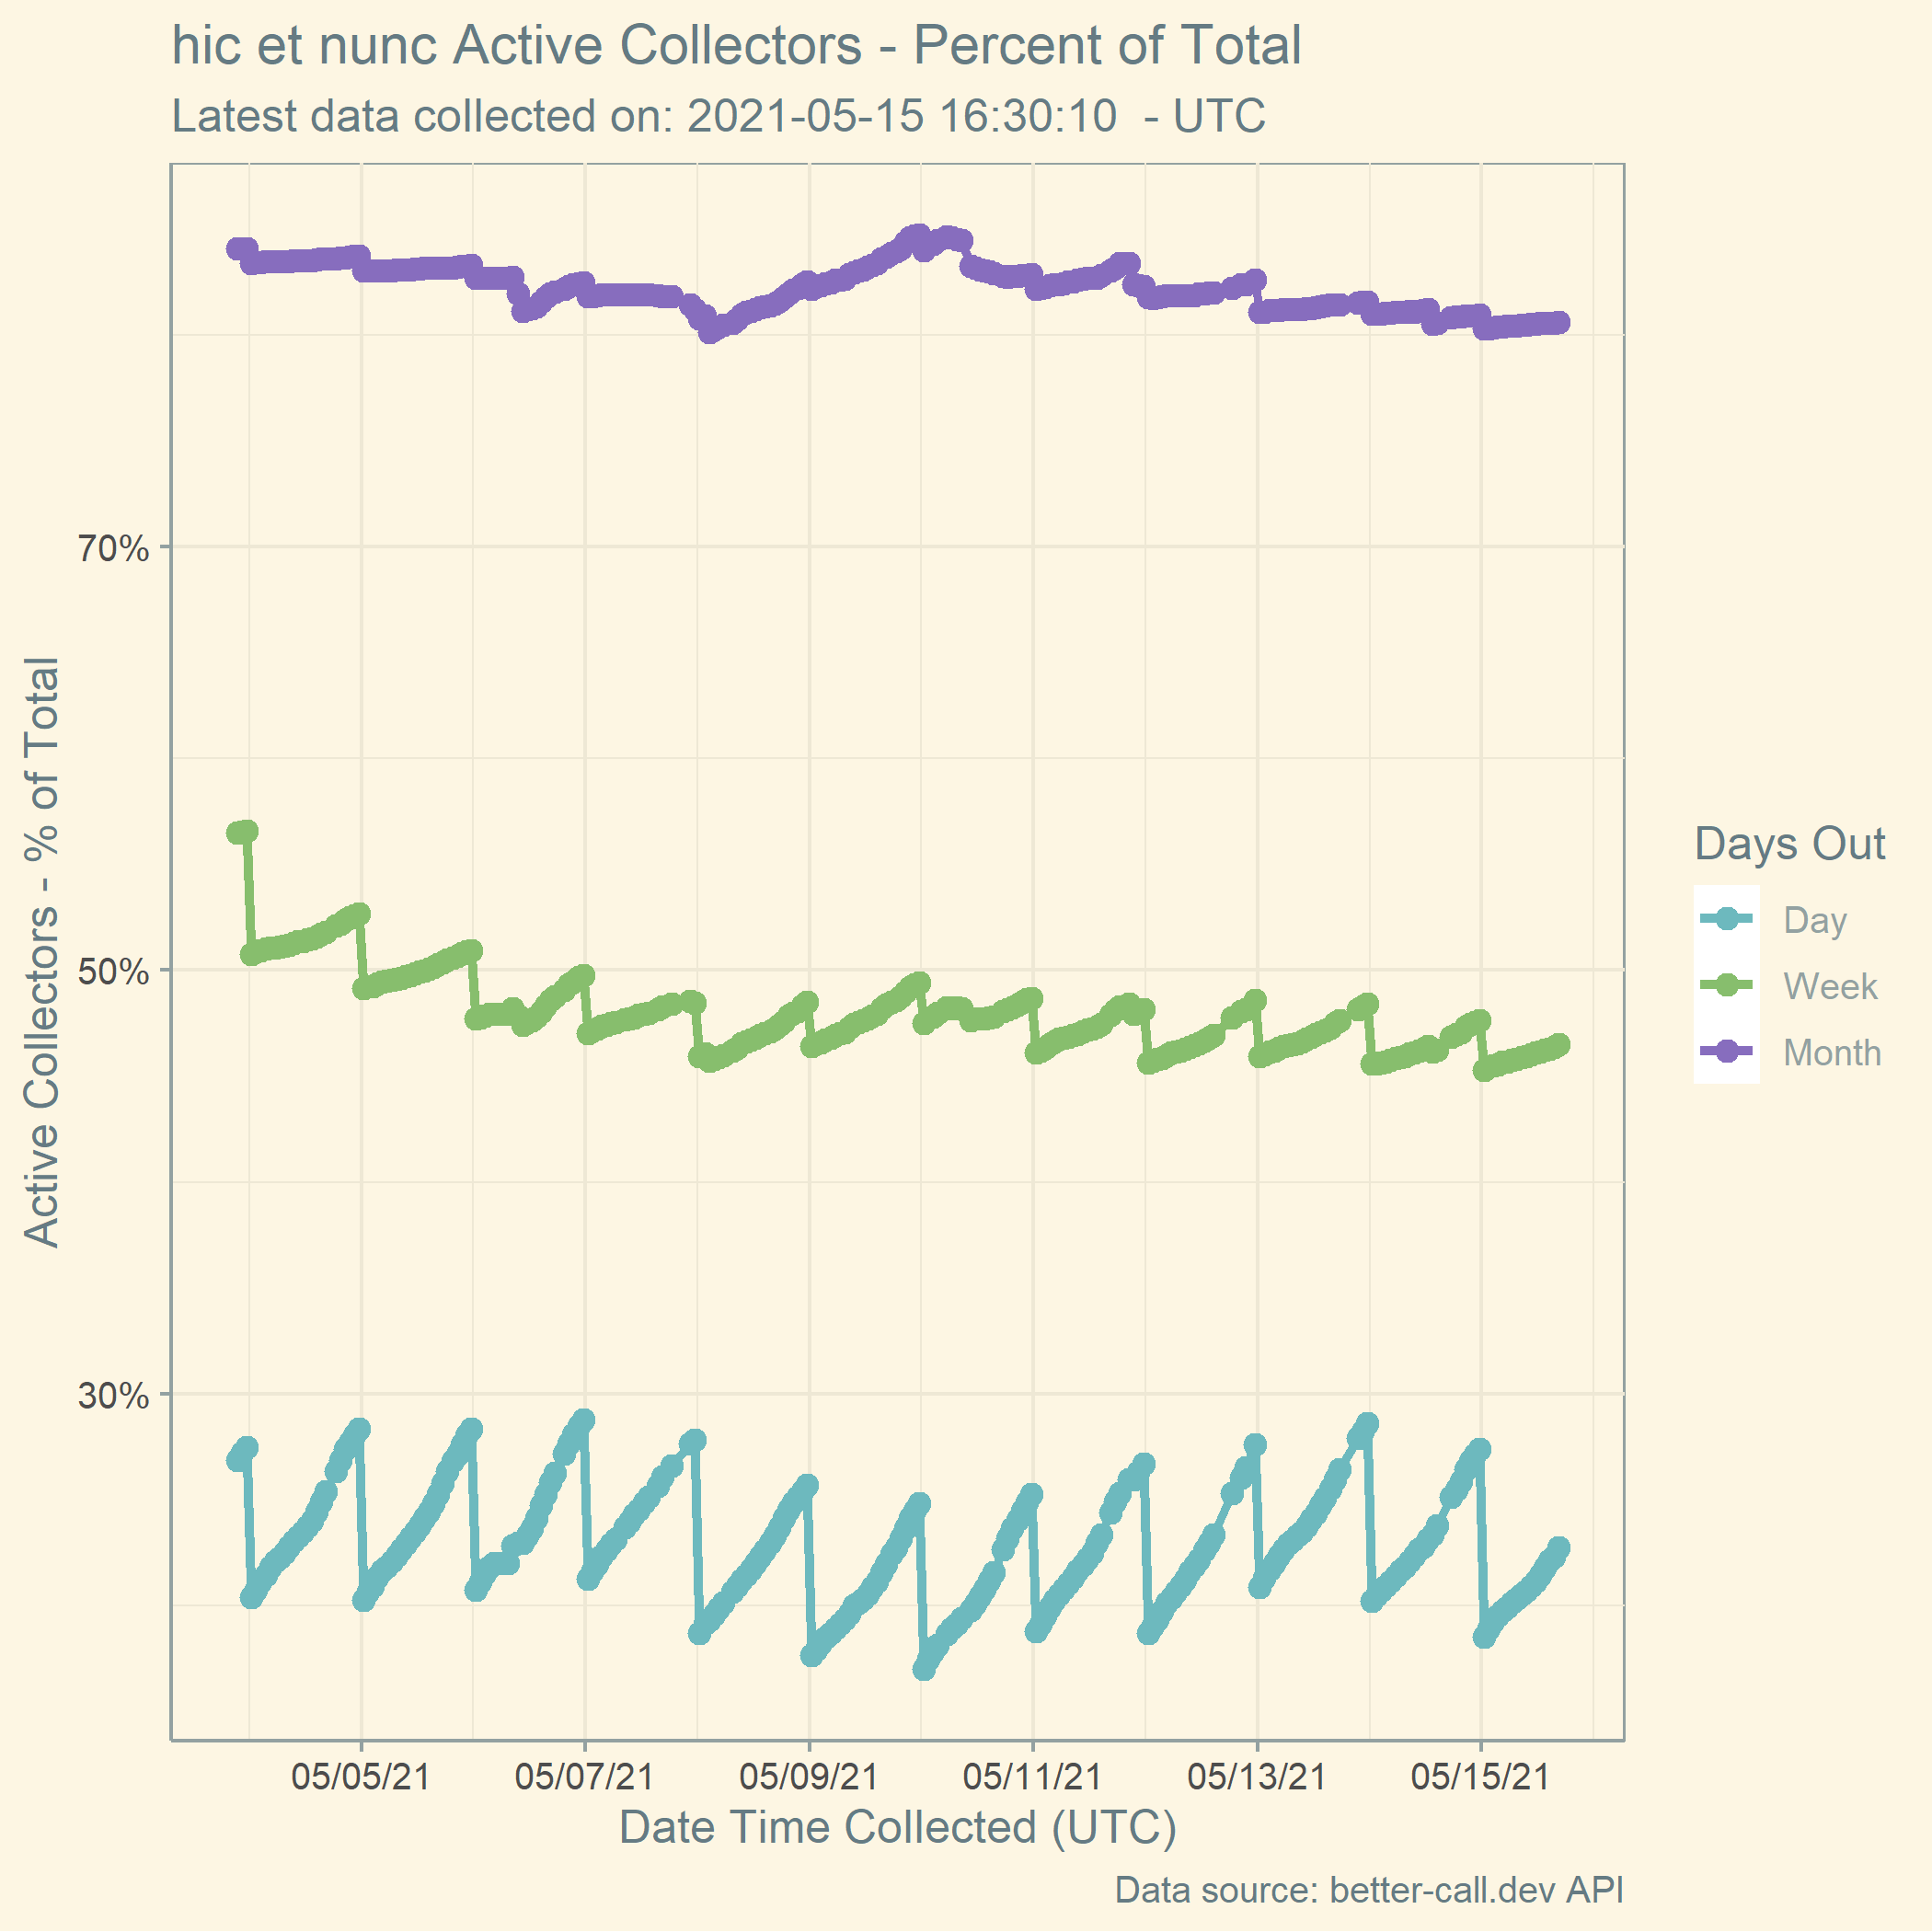 hic et nunc Active Collectors - Percent of Total
Latest data collected on: 2021-05-15 16:30:10  - UTC
Active Collectors - % of Total
70%
50%
30%
05/05/21
05/07/21
05/09/21
05/11/21
05/13/21
05/15/21
Date Time Collected (UTC)
Days Out
Day
Week
Month
Data source: better-call.dev API